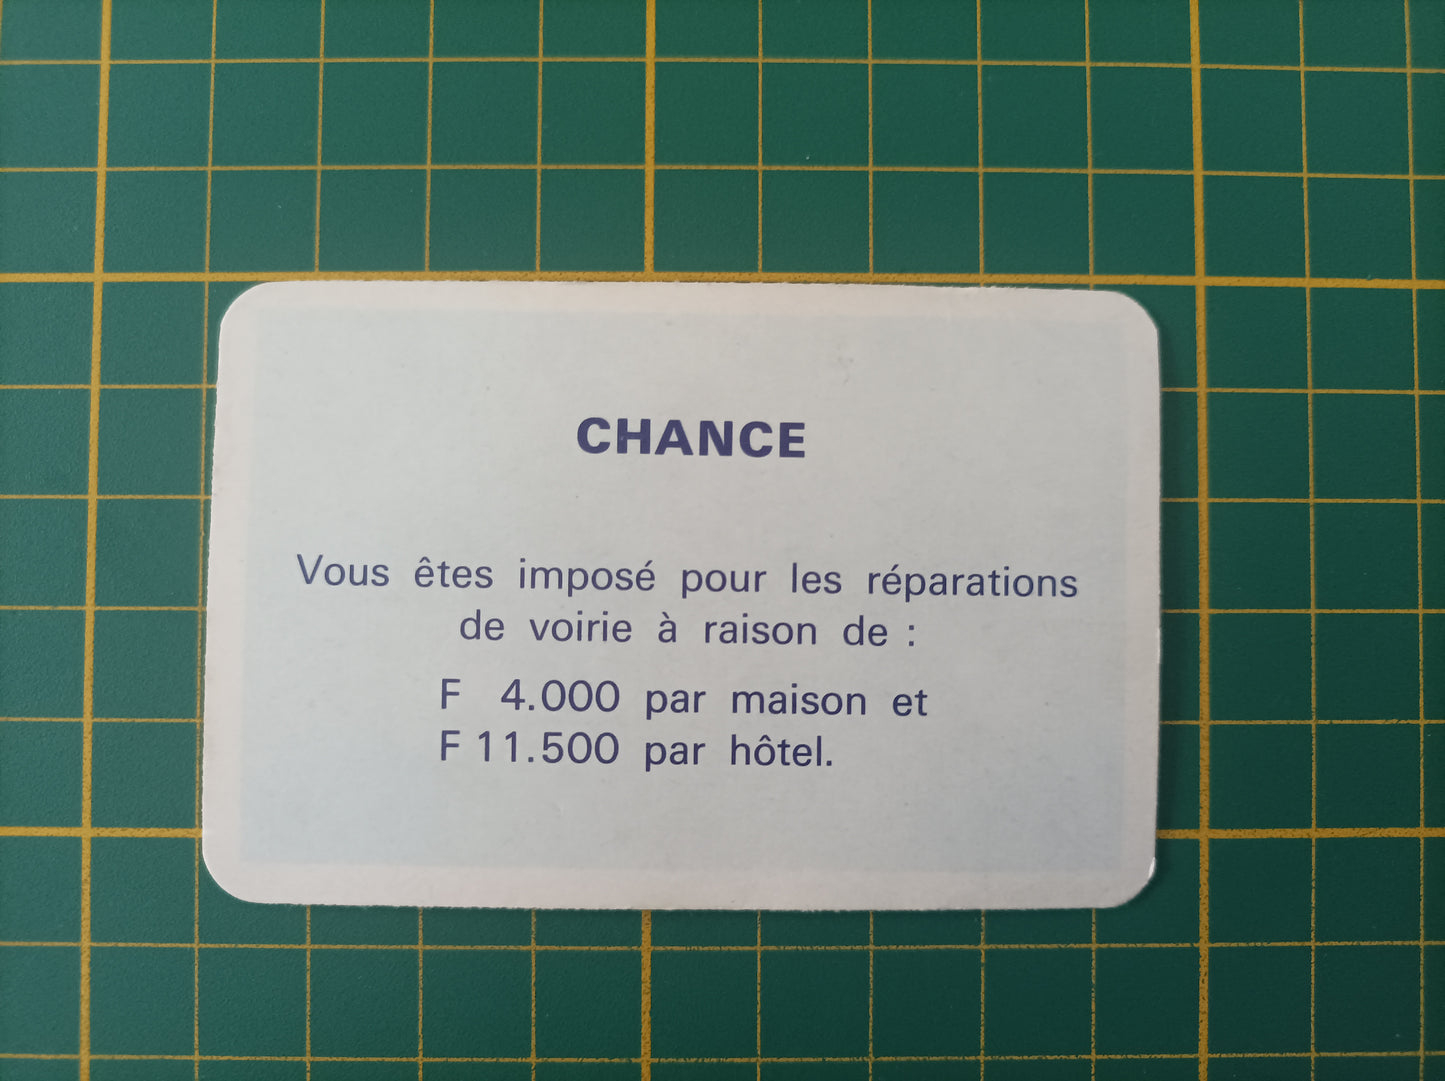 CHANCE
Vous êtes imposé pour les réparations
de voirie à raison de :
F 4.000 par maison et
F 11.500 par hôtel.